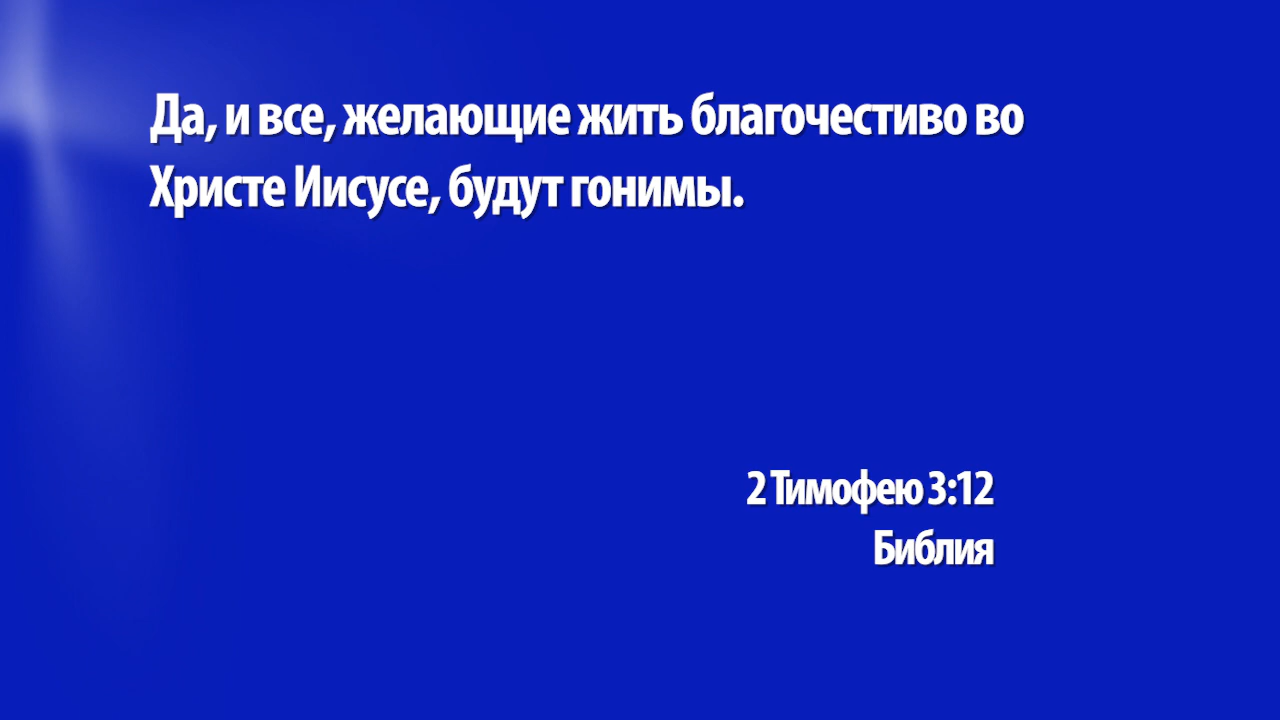 Да, и все, желающие жить благочестиво во
Христе Иисусе, будут гонимы.
2 Тимофею 3:12
Библия